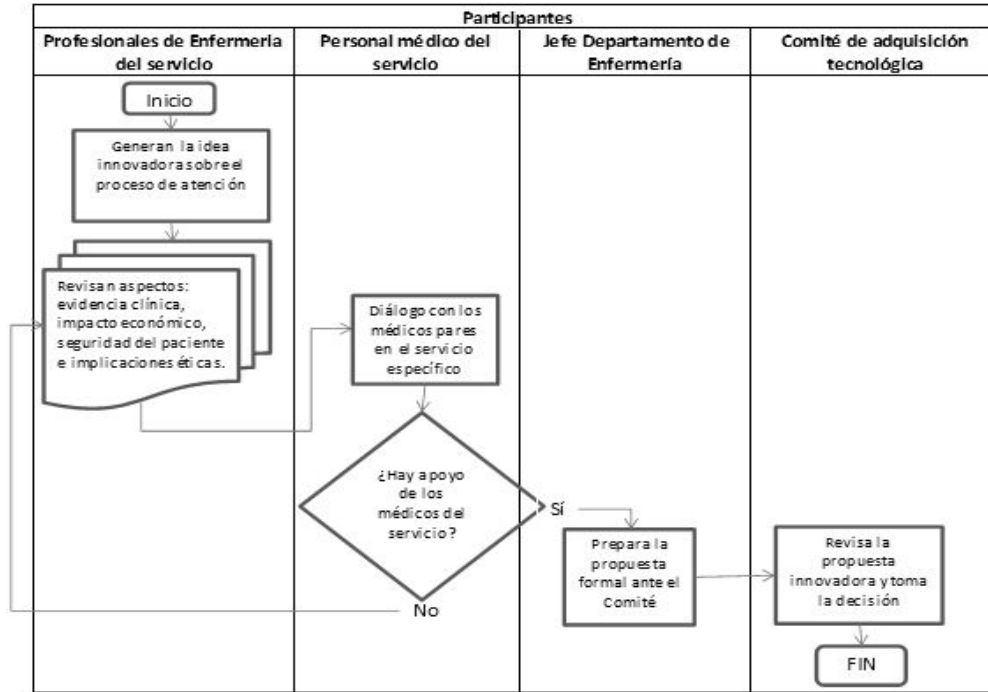 Participantes
Profesionales de Enfermeria
del servicio
Personal médico del
servicio
Jefe Departamento de
Enfermería
Comité de adquisición
tecnológica
Inicio
Generan la idea
innovadora sobre el
proceso de atención
Revisan aspectos:
evidencia clínica,
impacto económico,
seguridad del paciente
e implicaciones éticas.
Diálogo con los
médicos pares
en el servicio
específico
¿Hay apoyo
de los
médicos del
servicio?
Sí
No
Prepara la
propuesta
formal ante el
Comité
Revisa la
propuesta
innovadora y toma
la decisión
FIN